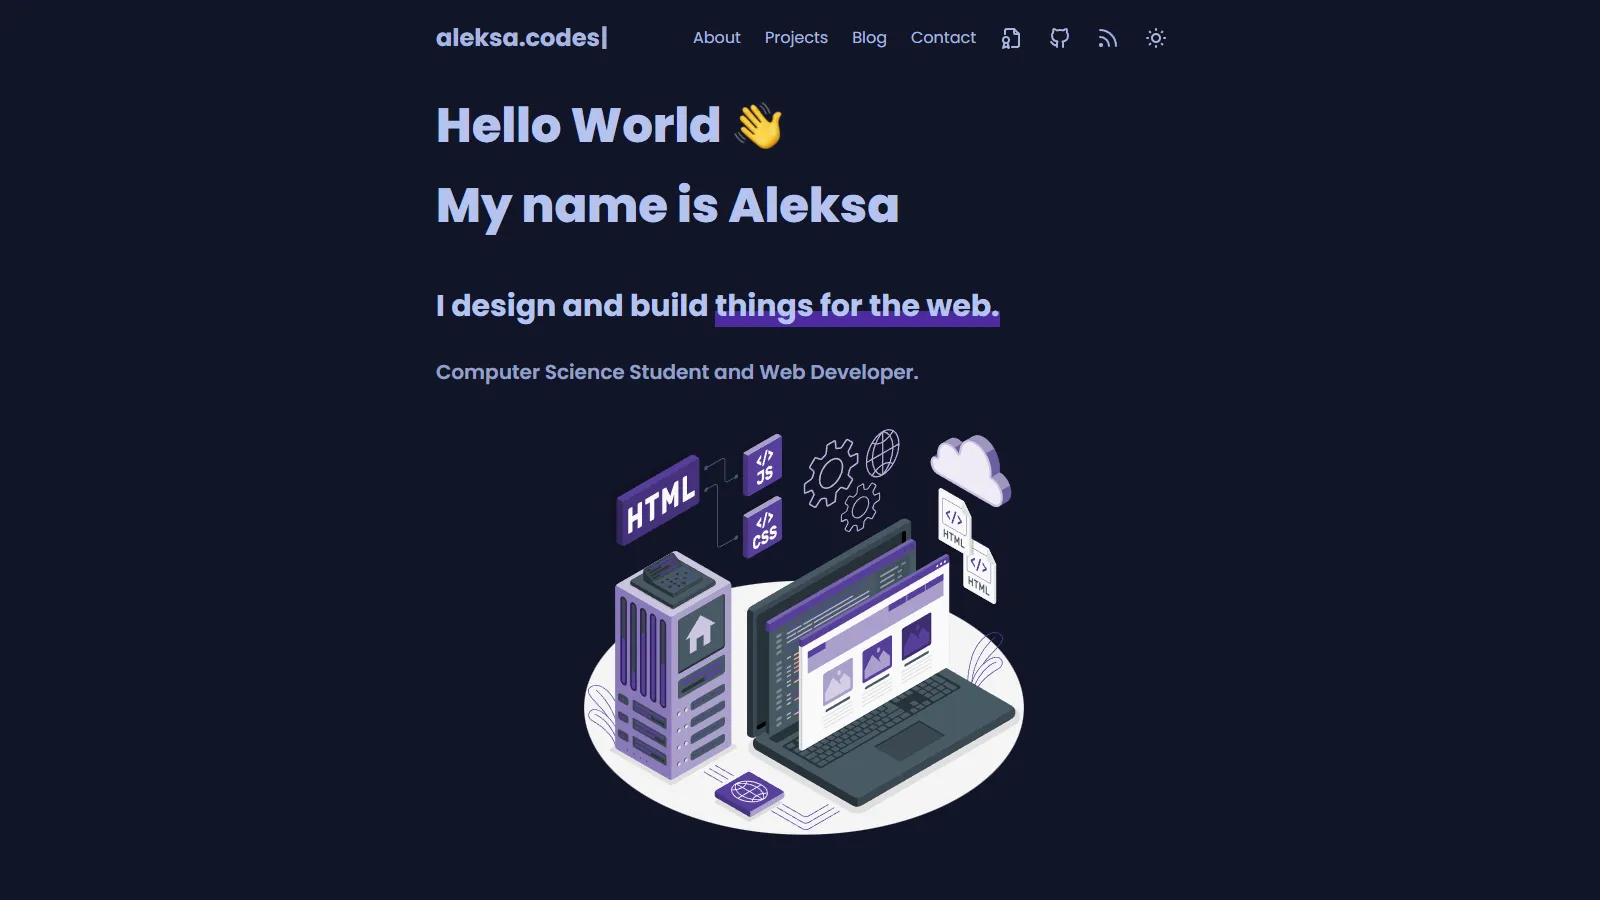 aleksa.codes|
About Projects Blog Contact
Hello World 👋
My name is Aleksa
I design and build things for the web.
Computer Science Student and Web Developer.
HTML
</>
JS
</>
CSS
</>
HTML
</>
HTML